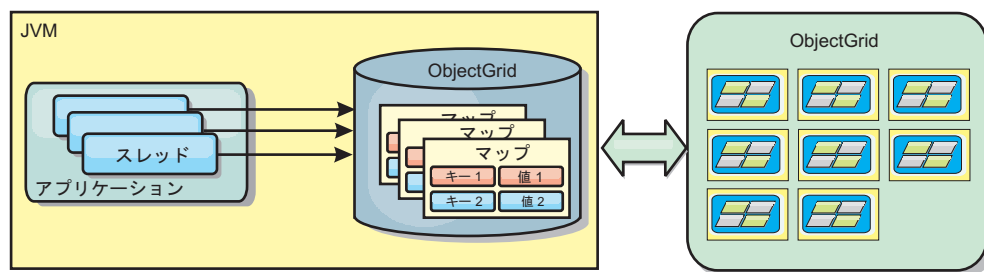 JVM
アプリケーション
スレッド
ObjectGrid
マップ
マップ
マップ
キー 1
値 1
キー 2
値 2
ObjectGrid